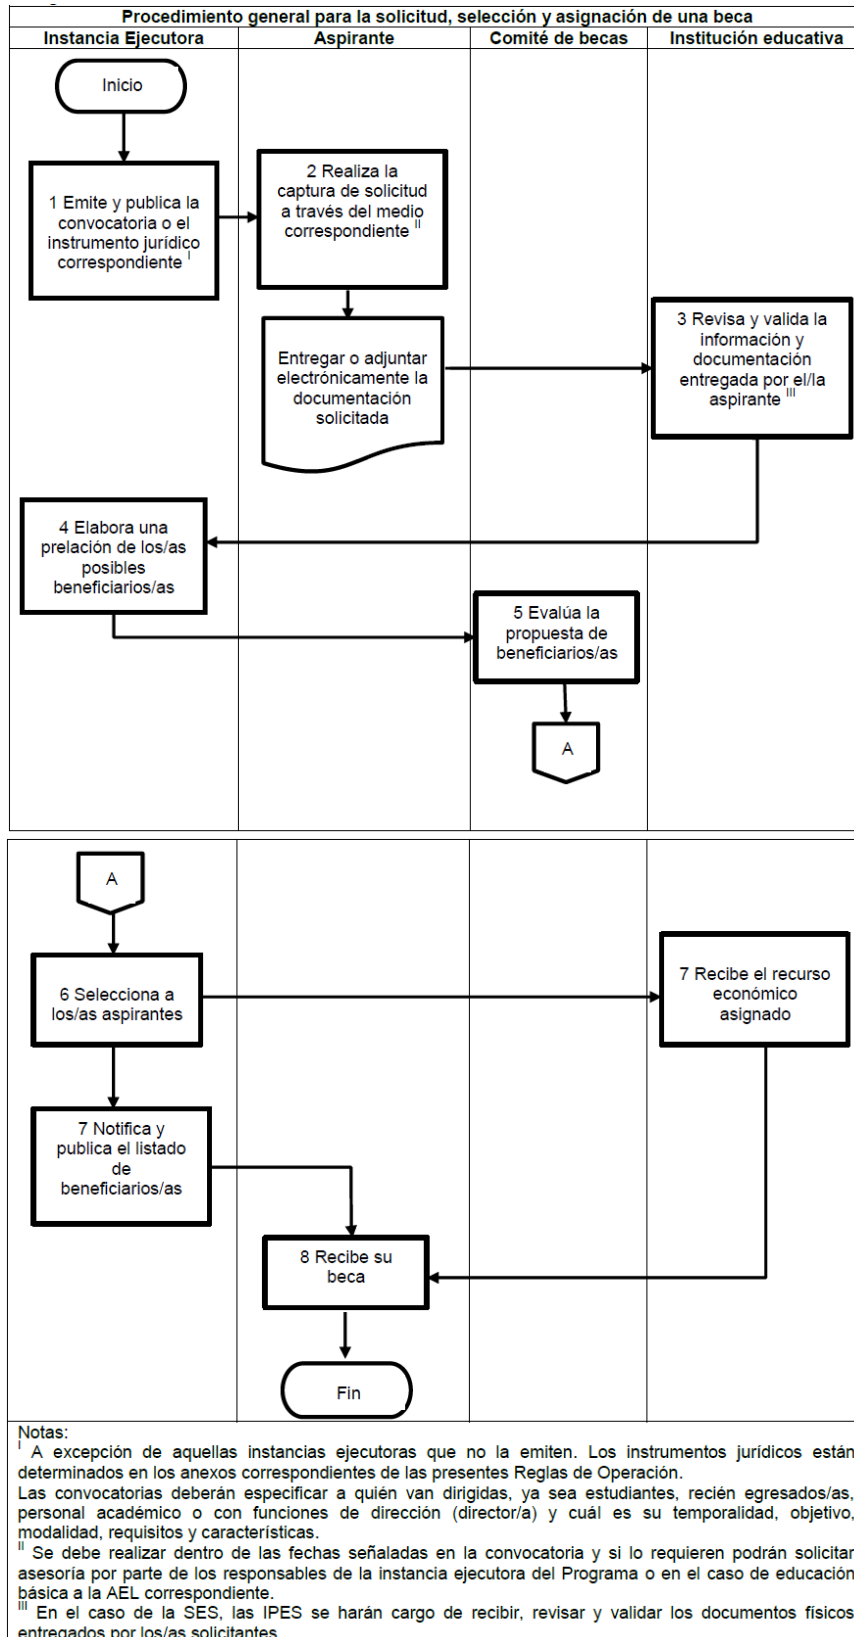 Procedimiento general para la solicitud, selección y asignación de una beca
Instancia Ejecutora
Aspirante
Comité de becas
Institución educativa
Inicio
1 Emite y publica la
convocatoria o el
instrumento jurídico
correspondiente I
2 Realiza la
captura de solicitud
a través del medio
correspondiente II
Entregar o adjuntar
electrónicamente la
documentación
solicitada
3 Revisa y valida la
información y
documentación
entregada por el/la
aspirante III
4 Elabora una
prelación de los/as
posibles
beneficiarios/as
5 Evalúa la
propuesta de
beneficiarios/as
A
A
6 Selecciona a
los/as aspirantes
7 Recibe el recurso
económico
asignado
7 Notifica y
publica el listado
de
beneficiarios/as
8 Recibe su
beca
Fin
Notas:
I A excepción de aquellas instancias ejecutoras que no la emiten. Los instrumentos jurídicos están
determinados en los anexos correspondientes de las presentes Reglas de Operación.
Las convocatorias deberán especificar a quién van dirigidas, ya sea estudiantes, recién egresados/as,
personal académico o con funciones de dirección (director/a) y cuál es su temporalidad, objetivo,
modalidad, requisitos y características.
II Se debe realizar dentro de las fechas señaladas en la convocatoria y si lo requieren podrán solicitar
asesoría por parte de los responsables de la instancia ejecutora del Programa o en el caso de educación
básica a la AEL correspondiente.
III En el caso de la SES, las IPES se harán cargo de recibir, revisar y validar los documentos físicos
entregados por los/as solicitantes